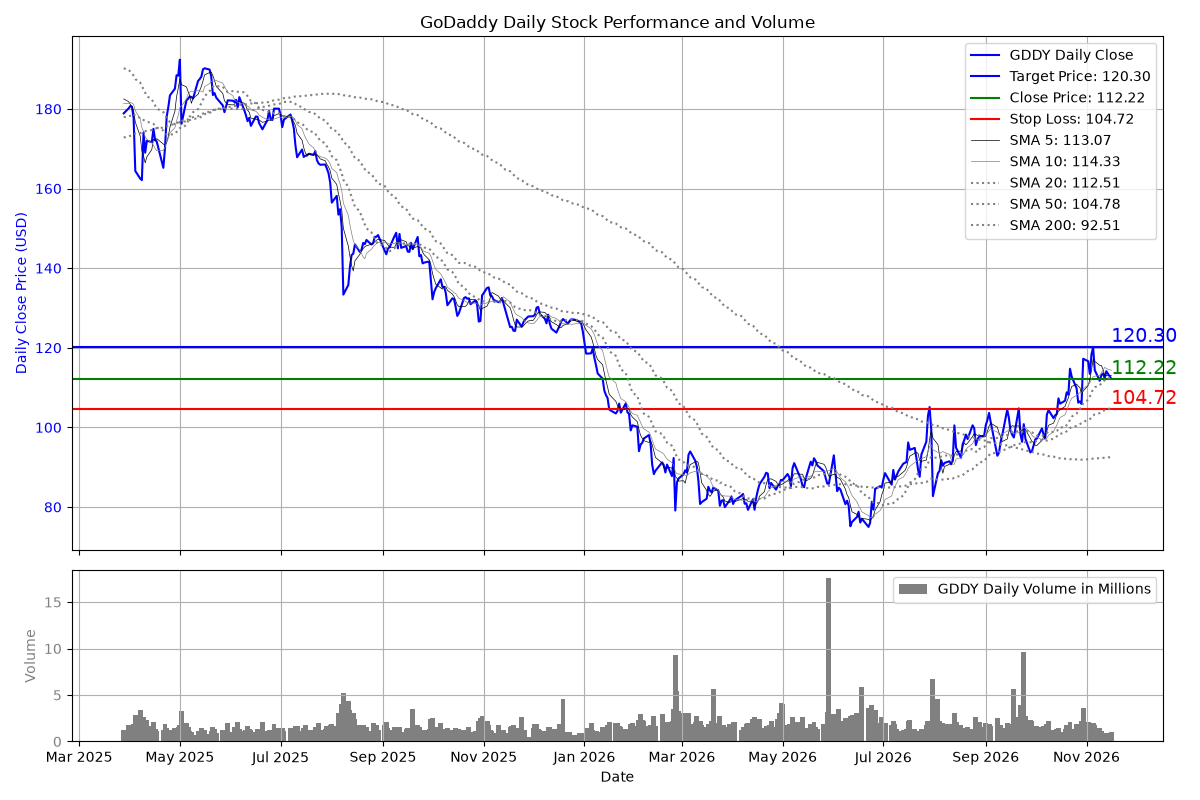 GoDaddy Daily Stock Performance and Volume
GDDY Daily Close
Target Price: 120.30
Close Price: 112.22
Stop Loss: 104.72
SMA 5: 113.07
SMA 10: 114.33
SMA 20: 112.51
SMA 50: 104.78
SMA 200: 92.51
Daily Close Price (USD)
180
160
140
120
100
80
120.30
112.22
104.72
GDDY Daily Volume in Millions
Volume
15
10
5
0
Mar 2025 May 2025 Jul 2025 Sep 2025 Nov 2025 Jan 2026 Mar 2026 May 2026 Jul 2026 Sep 2026 Nov 2026
Date